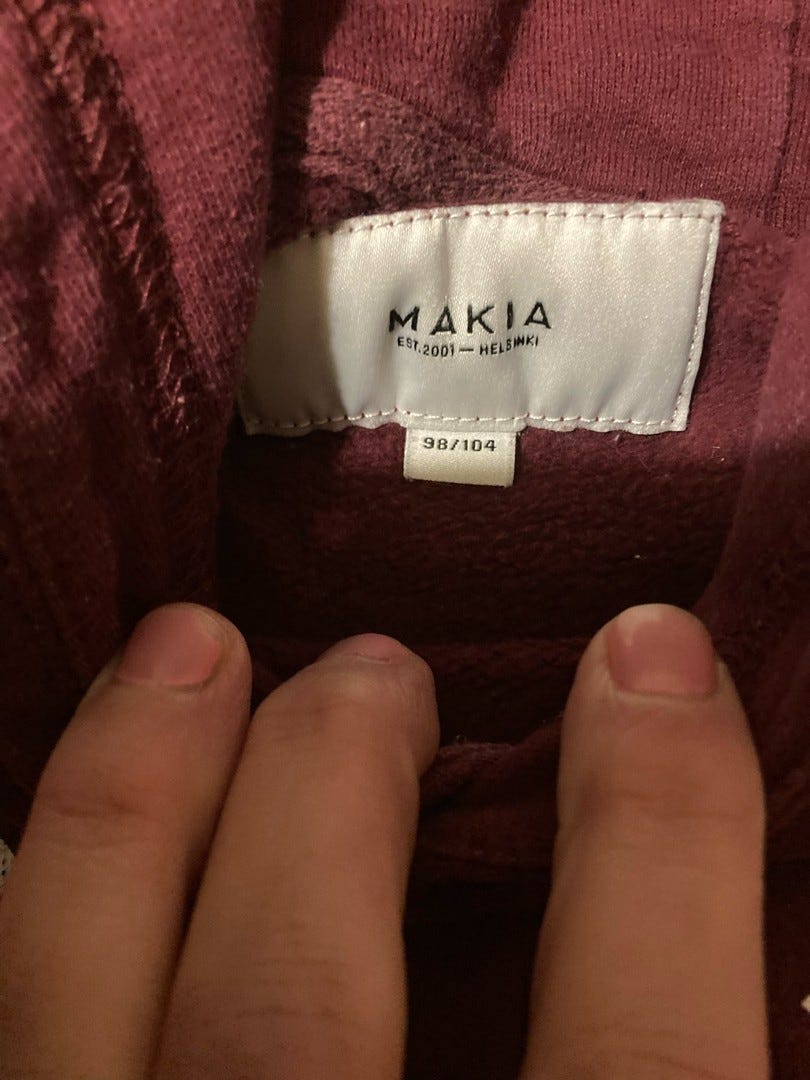 MAKIA
EST.2001 — HELSINKI
98/104